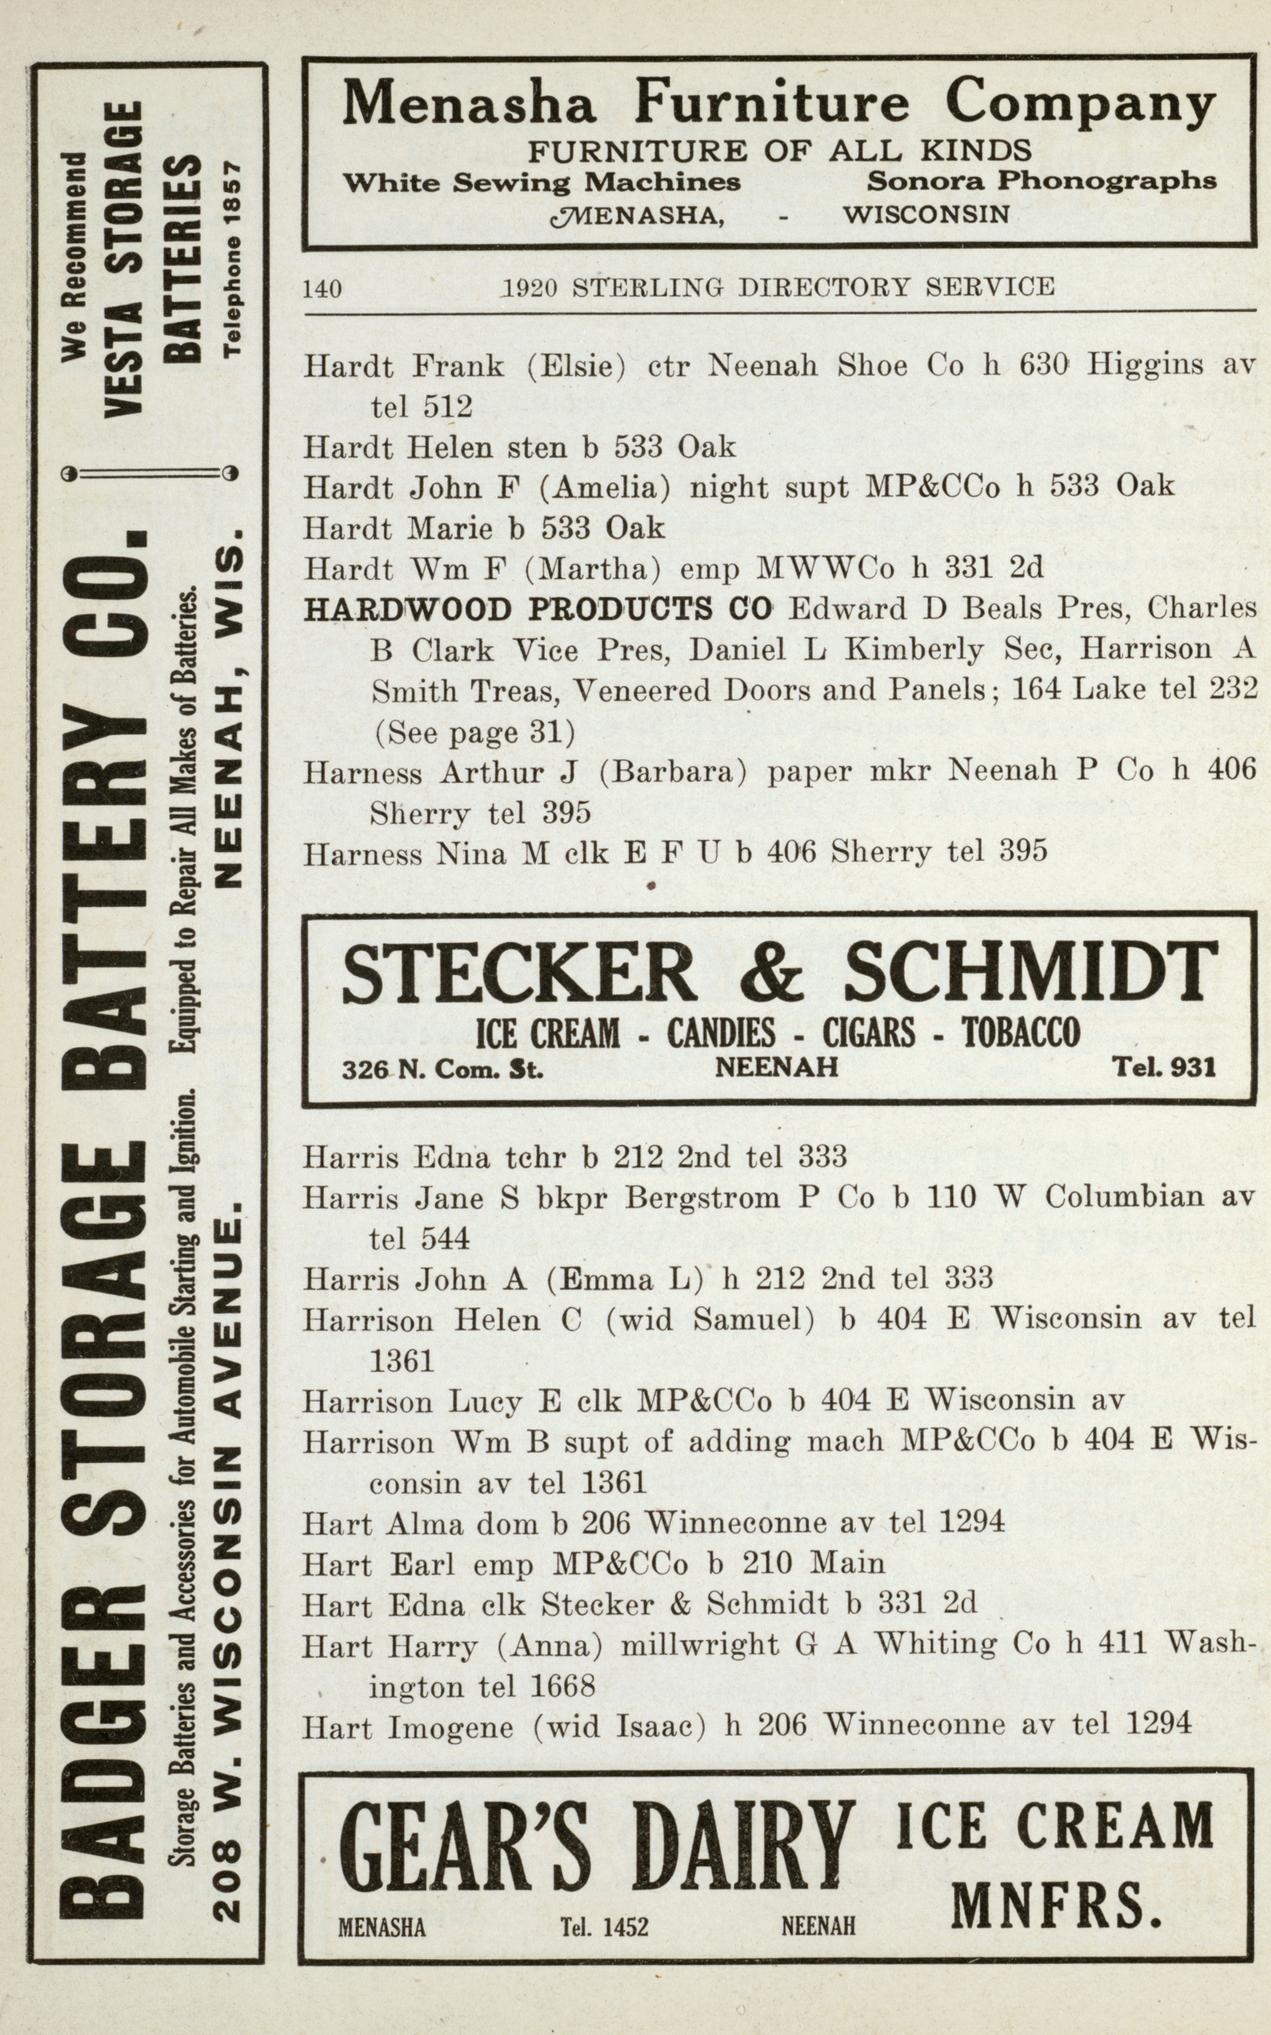 Menasha Furniture Company
FURNITURE OF ALL KINDS
White Sewing Machines Sonora Phonographs
MENASHA, - WISCONSIN
140 1920 STERLING DIRECTORY SERVICE
Hardt Frank (Elsie) ctr Neenah Shoe Co h 630 Higgins av
tel 512
Hardt Helen sten b 533 Oak
Hardt John F (Amelia) night supt MP&CCo h 533 Oak
Hardt Marie b 533 Oak
Hardt Wm F (Martha) emp MWWCo h 331 2d
HARDWOOD PRODUCTS CO Edward D Beals Pres, Charles
B Clark Vice Pres, Daniel L Kimberly Sec, Harrison A
Smith Treas, Veneered Doors and Panels; 164 Lake tel 232
(See page 31)
Harness Arthur J (Barbara) paper mkr Neenah P Co h 406
Sherry tel 395
Harness Nina M clk E F U b 406 Sherry tel 395
STECKER & SCHMIDT
ICE CREAM - CANDIES - CIGARS - TOBACCO
326 N. Com. St. NEENAH Tel. 931
Harris Edna tchr b 212 2nd tel 333
Harris Jane S bkpr Bergstrom P Co b 110 W Columbian av
tel 544
Harris John A (Emma L) h 212 2nd tel 333
Harrison Helen C (wid Samuel) b 404 E Wisconsin av tel
1361
Harrison Lucy E clk MP&CCo b 404 E Wisconsin av
Harrison Wm B supt of adding mach MP&CCo b 404 E Wis-
consin av tel 1361
Hart Alma dom b 206 Winneconne av tel 1294
Hart Earl emp MP&CCo b 210 Main
Hart Edna clk Stecker & Schmidt b 331 2d
Hart Harry (Anna) millwright G A Whiting Co h 411 Wash-
ington tel 1668
Hart Imogene (wid Isaac) h 206 Winneconne av tel 1294
GEAR'S DAIRY ICE CREAM
MNFRS.
MENASHA Tel. 1452 NEENAH
BADGER STORAGE BATTERY CO.
Storage Batteries and Accessories for Automobile Starting and Ignition. Equipped to Repair All Makes of Batteries.
208 W. WISCONSIN AVENUE. NEENAH, WIS.
We Recommend
VESTA STORAGE
BATTERIES
Telephone 1857